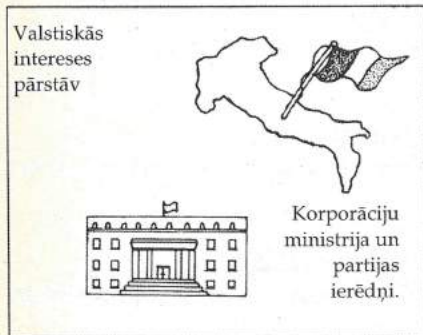 Valstiskās
intereses
pārstāv
Korporāciju
ministrija un
partijas
ierēdņi.